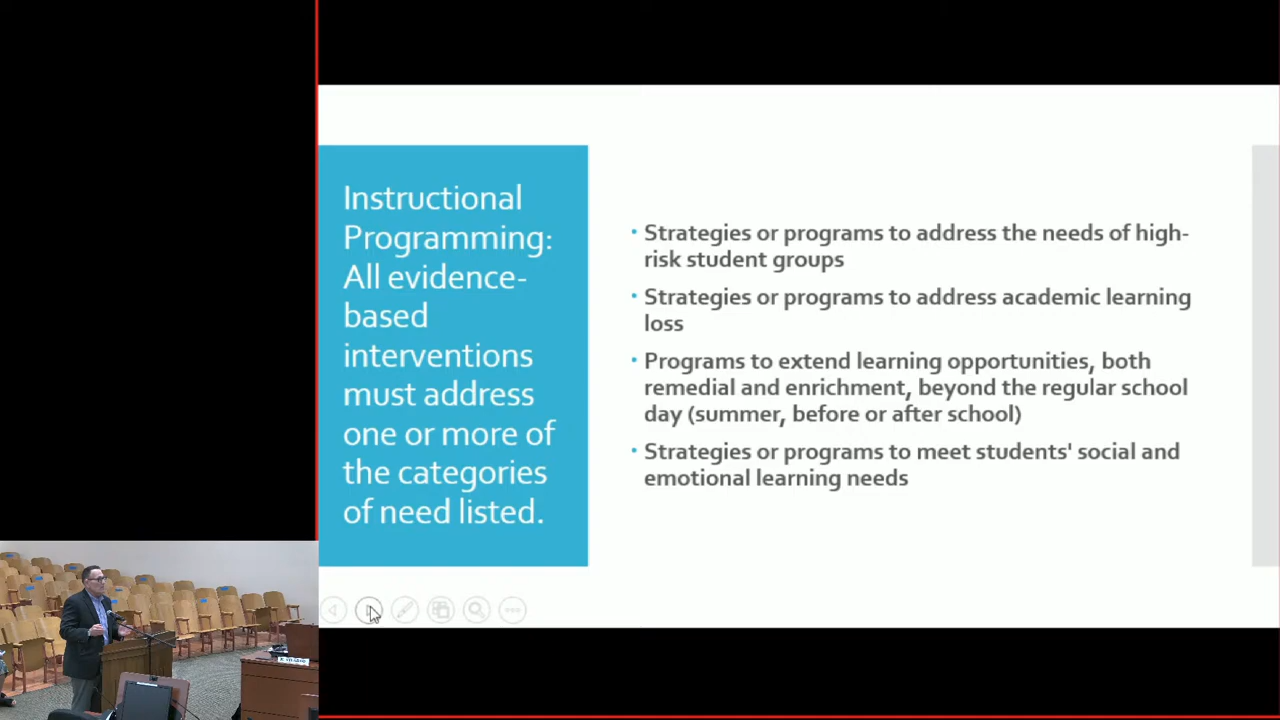 Instructional
Programming:
All evidence-
based
interventions
must address
one or more of
the categories
of need listed.
• Strategies or programs to address the needs of high-
risk student groups
• Strategies or programs to address academic learning
loss
• Programs to extend learning opportunities, both
remedial and enrichment, beyond the regular school
day (summer, before or after school)
• Strategies or programs to meet students' social and
emotional learning needs